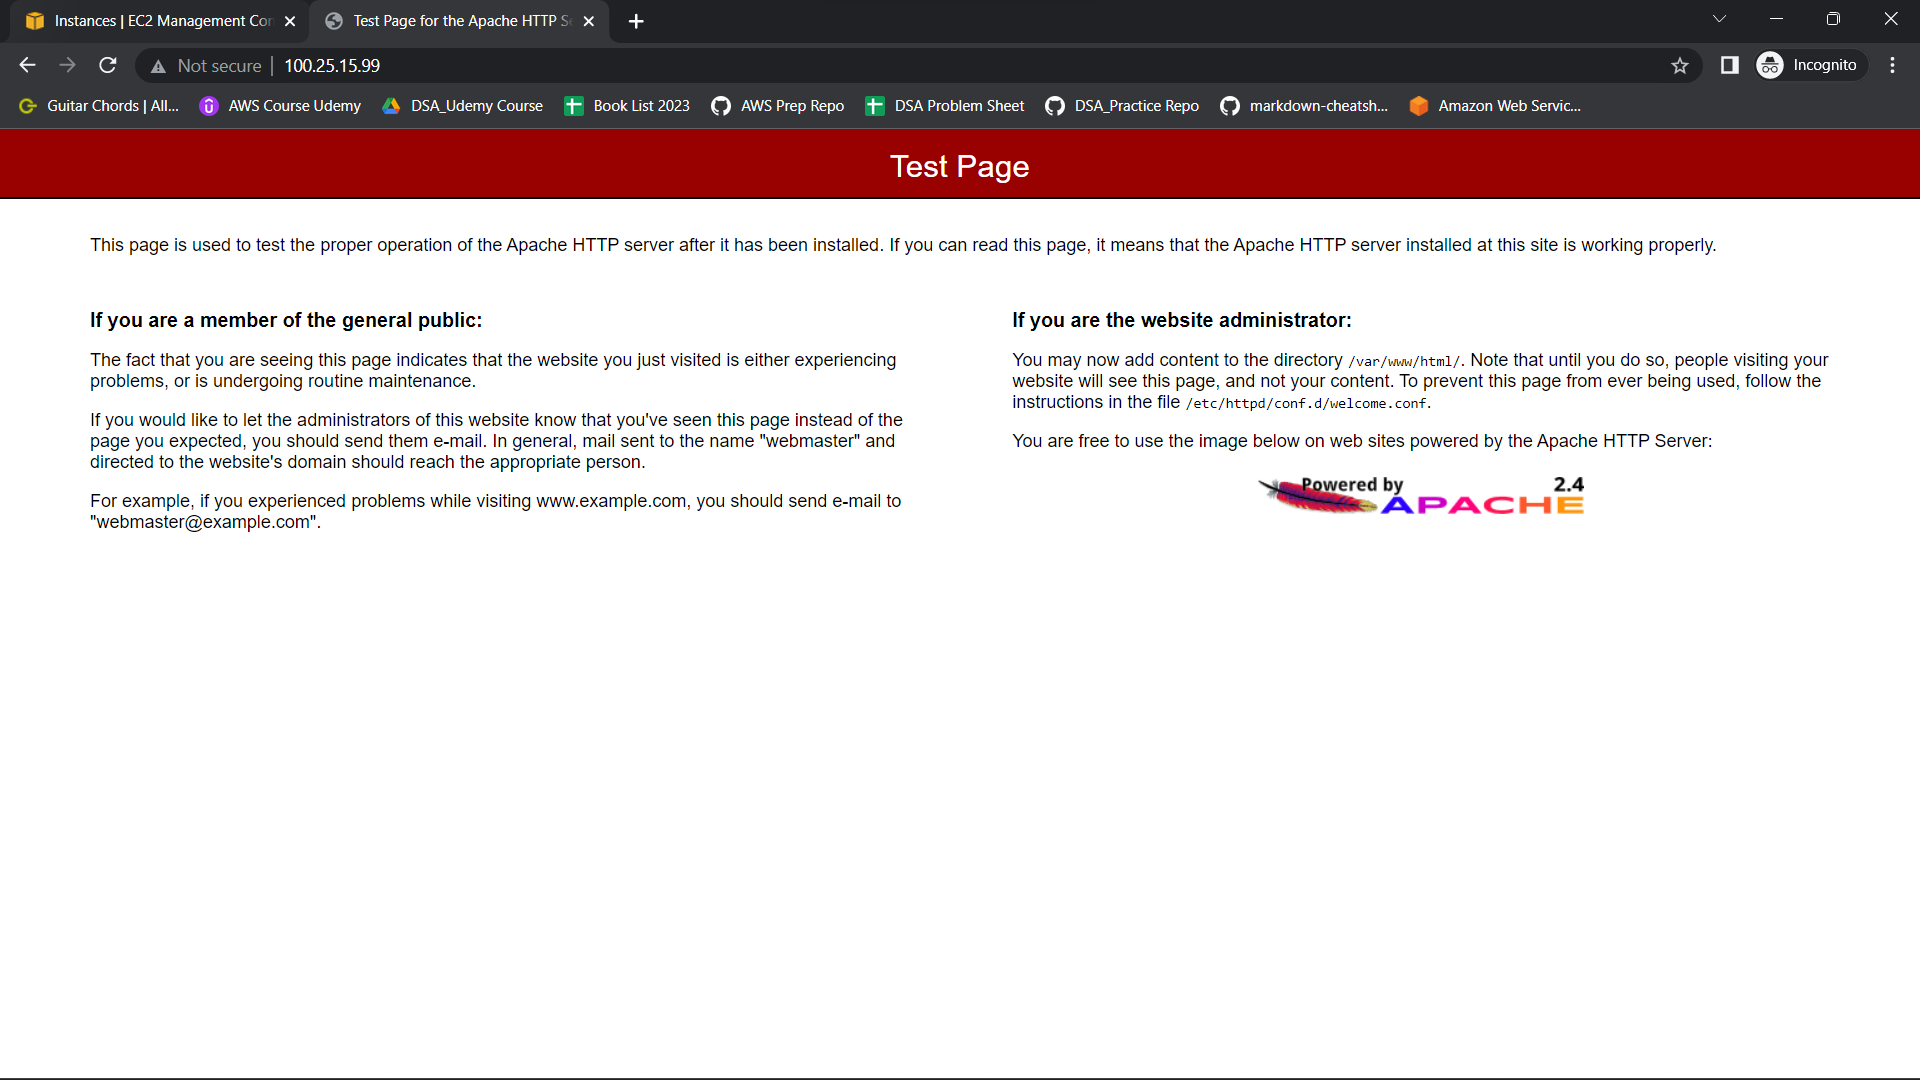 Instances | EC2 Management Con
Test Page for the Apache HTTP Se
Not secure
100.25.15.99
Incognito
Guitar Chords | All...
AWS Course Udemy
DSA_Udemy Course
Book List 2023
AWS Prep Repo
DSA Problem Sheet
DSA_Practice Repo
markdown-cheatsh...
Amazon Web Servic...
Test Page
This page is used to test the proper operation of the Apache HTTP server after it has been installed. If you can read this page, it means that the Apache HTTP server installed at this site is working properly.
If you are a member of the general public:
The fact that you are seeing this page indicates that the website you just visited is either experiencing
problems, or is undergoing routine maintenance.
If you would like to let the administrators of this website know that you've seen this page instead of the
page you expected, you should send them e-mail. In general, mail sent to the name "webmaster" and
directed to the website's domain should reach the appropriate person.
For example, if you experienced problems while visiting www.example.com, you should send e-mail to
"webmaster@example.com".
If you are the website administrator:
You may now add content to the directory /var/www/html/. Note that until you do so, people visiting your
website will see this page, and not your content. To prevent this page from ever being used, follow the
instructions in the file /etc/httpd/conf.d/welcome.conf.
You are free to use the image below on web sites powered by the Apache HTTP Server:
Powered by 2.4
APACHE